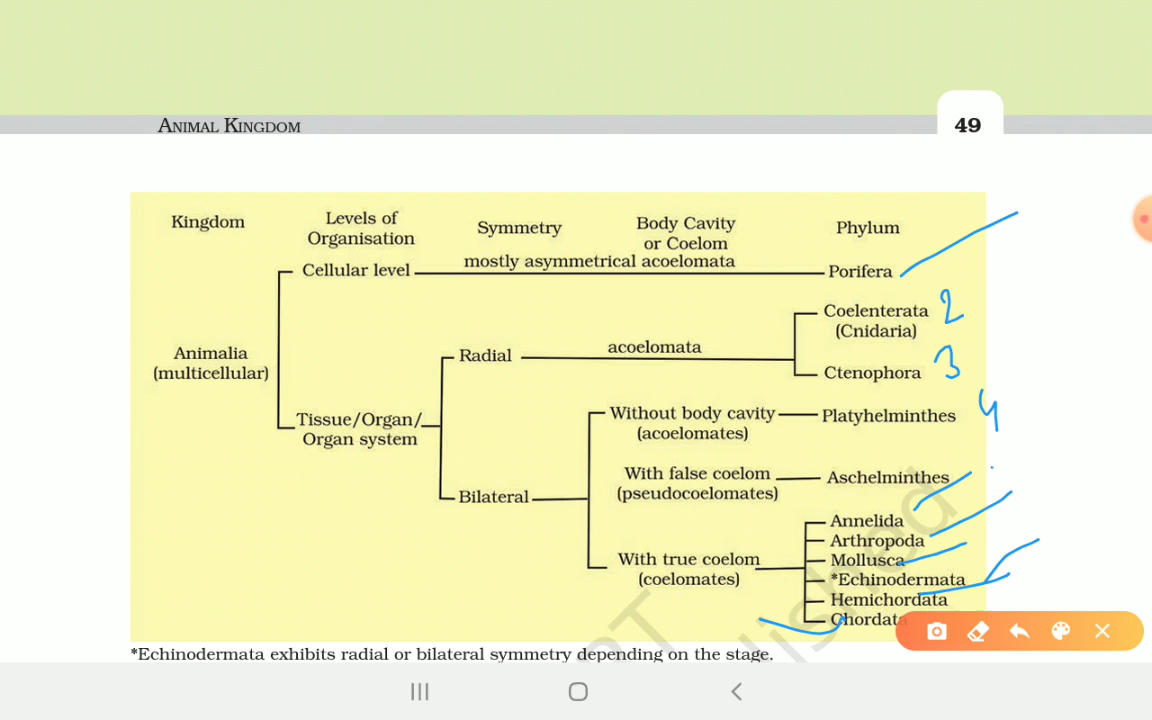 ANIMAL KINGDOM
49
Kingdom
Levels of
Organisation
Symmetry
Body Cavity
or Coelom
Phylum
Cellular level
mostly asymmetrical acoelomata
Porifera
Animalia
(multicellular)
Tissue/Organ/
Organ system
Radial
acoelomata
Coelenterata
(Cnidaria)
2
Ctenophora
3
Bilateral
Without body cavity
(acoelomates)
Platyhelminthes
4
With false coelom
(pseudocoelomates)
Aschelminthes
With true coelom
(coelomates)
Annelida
Arthropoda
Mollusca
*Echinodermata
Hemichordata
Chordata
*Echinodermata exhibits radial or bilateral symmetry depending on the stage.